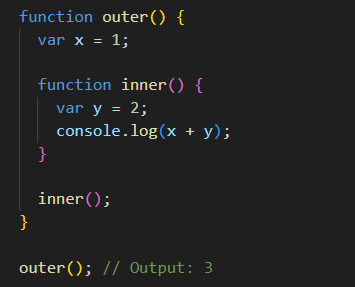 function outer() {
  var x = 1;

  function inner() {
    var y = 2;
    console.log(x + y);
  }

  inner();
}

outer(); // Output: 3